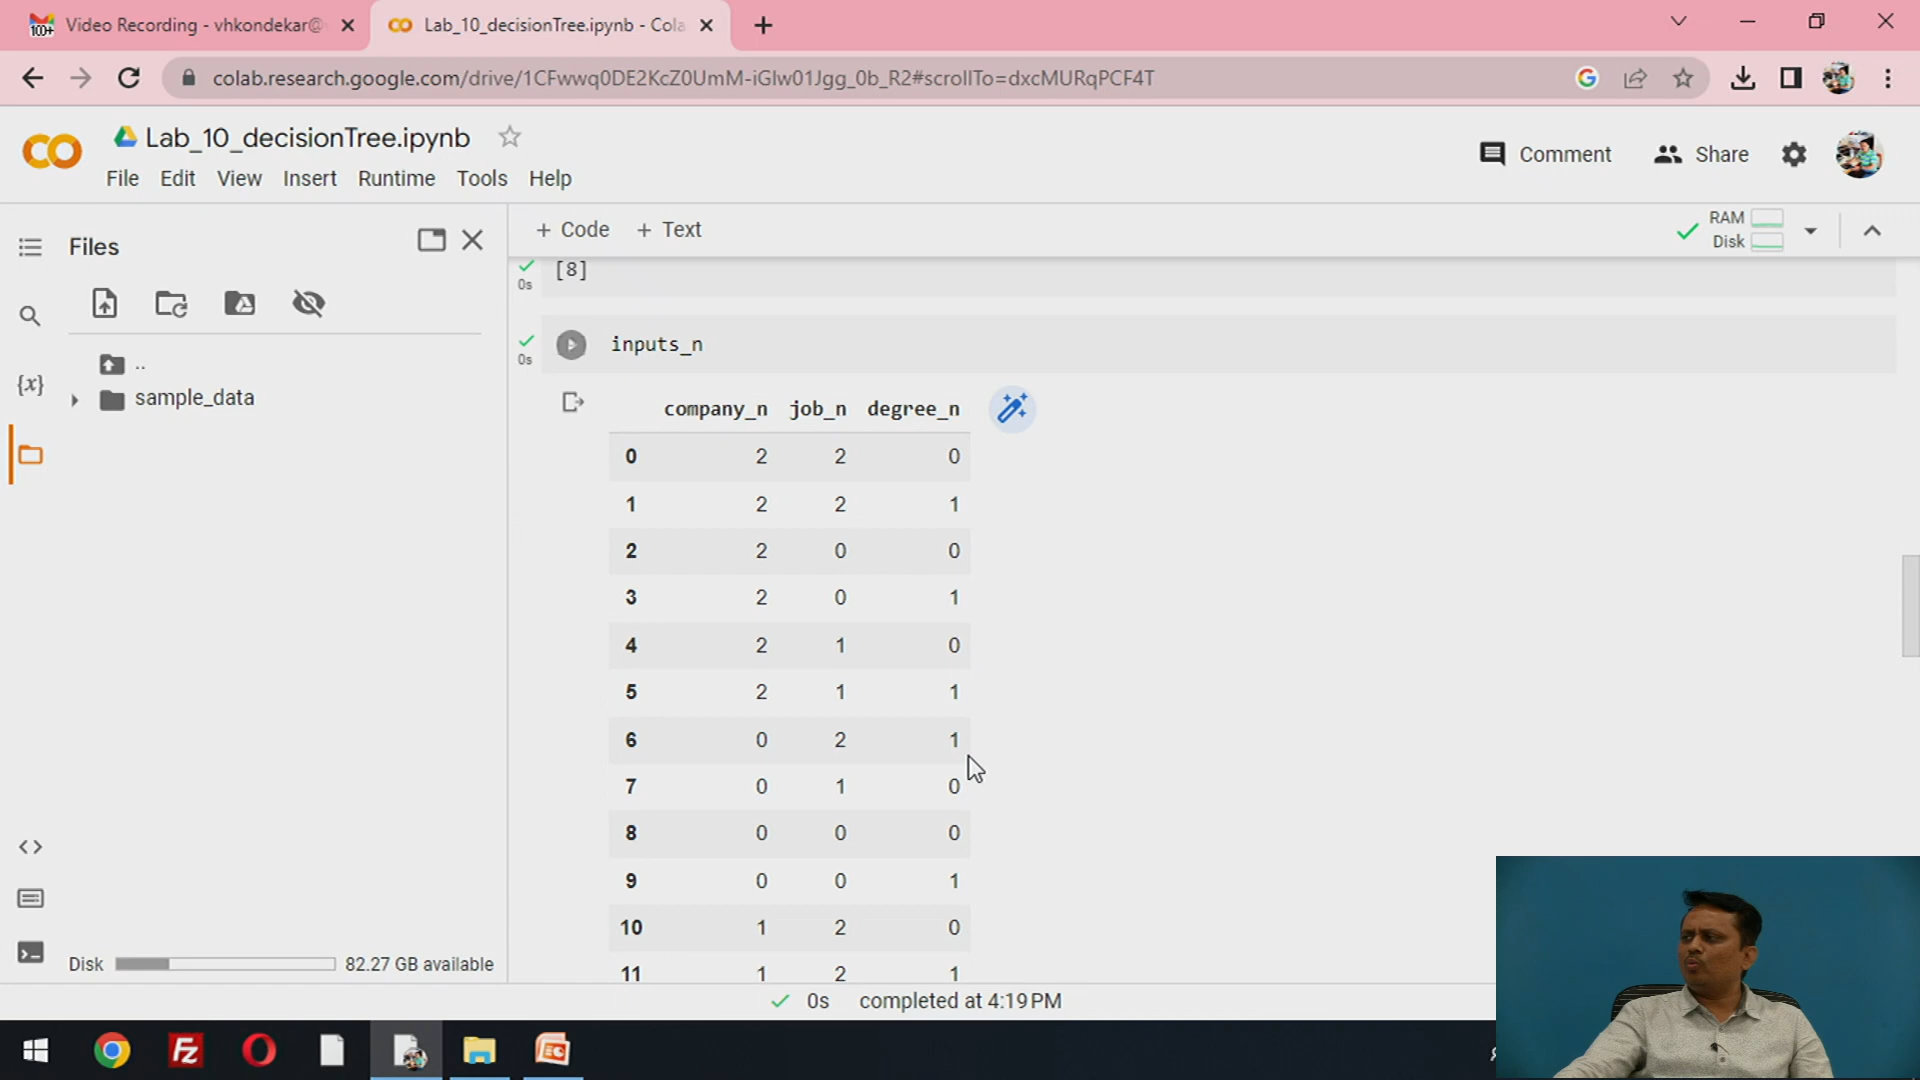 Video Recording - vhkondekar@
Lab_10_decisionTree.ipynb - Cola
colab.research.google.com/drive/1CFwwq0DE2KcZ0UmM-iGlw01Jgg_0b_R2#scrollTo=dxcMURqPCF4T
Lab_10_decisionTree.ipynb
Comment
Share
File Edit View Insert Runtime Tools Help
Files
+ Code + Text
RAM
Disk
[8]
0s
inputs_n
0s
..
sample_data
company_n job_n degree_n
0 2 2 0
1 2 2 1
2 2 0 0
3 2 0 1
4 2 1 0
5 2 1 1
6 0 2 1
7 0 1 0
8 0 0 0
9 0 0 1
10 1 2 0
11 1 2 1
Disk 82.27 GB available
0s completed at 4:19 PM